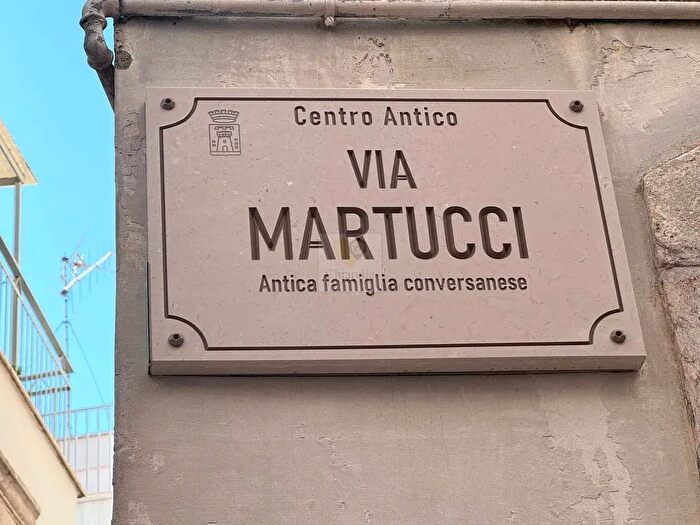 Centro Antico
VIA
MARTUCCI
Antica famiglia conversanese